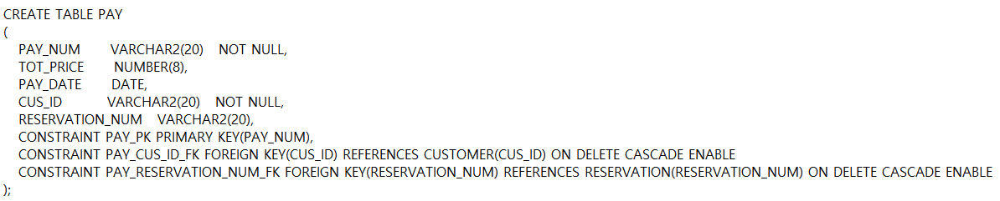 CREATE TABLE PAY
(
PAY_NUM VARCHAR2(20) NOT NULL,
TOT_PRICE NUMBER(8),
PAY_DATE DATE,
CUS_ID VARCHAR2(20) NOT NULL,
RESERVATION_NUM VARCHAR2(20),
CONSTRAINT PAY_PK PRIMARY KEY(PAY_NUM),
CONSTRAINT PAY_CUS_ID_FK FOREIGN KEY(CUS_ID) REFERENCES CUSTOMER(CUS_ID) ON DELETE CASCADE ENABLE
CONSTRAINT PAY_RESERVATION_NUM_FK FOREIGN KEY(RESERVATION_NUM) REFERENCES RESERVATION(RESERVATION_NUM) ON DELETE CASCADE ENABLE
);